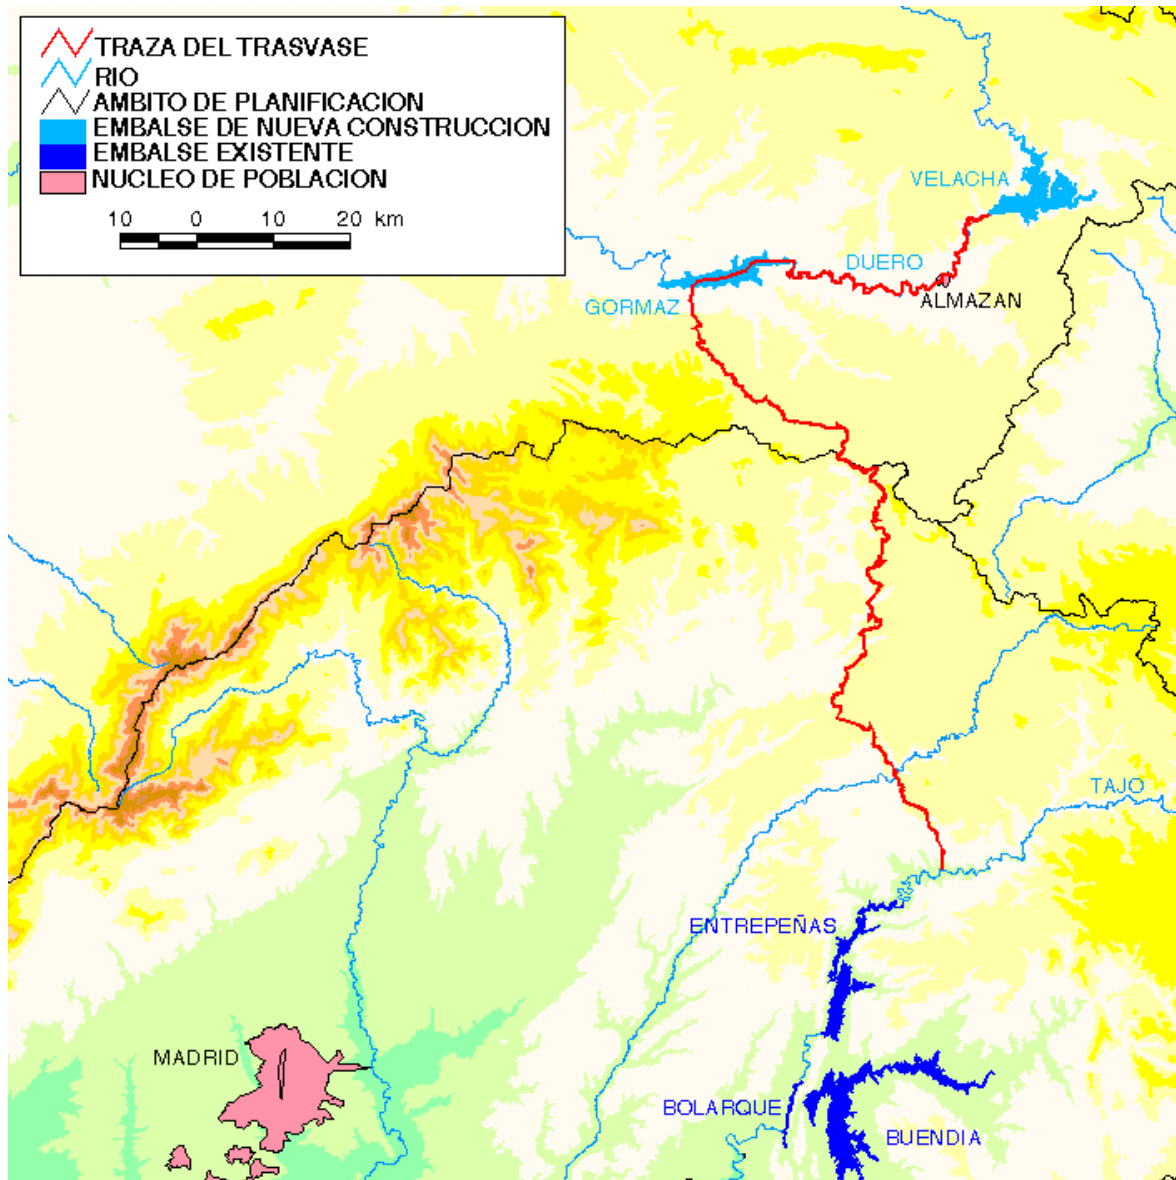 TRAZA DEL TRASVASE
RIO
AMBITO DE PLANIFICACION
EMBALSE DE NUEVA CONSTRUCCION
EMBALSE EXISTENTE
NUCLEO DE POBLACION
10 0 10 20 km
VELACHA
DUERO
ALMAZAN
GORMAZ
TAJO
ENTREPEÑAS
MADRID
BOLARQUE
BUENDIA